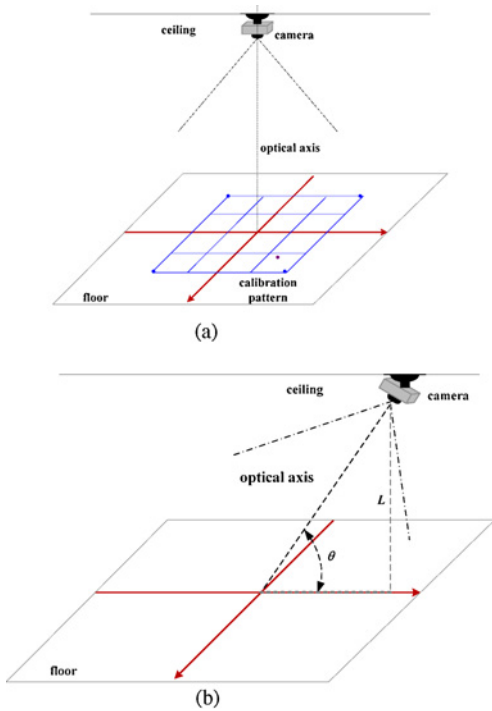 ceiling
camera
optical axis
calibration
pattern
floor
(a)
ceiling
camera
optical axis
L
θ
floor
(b)